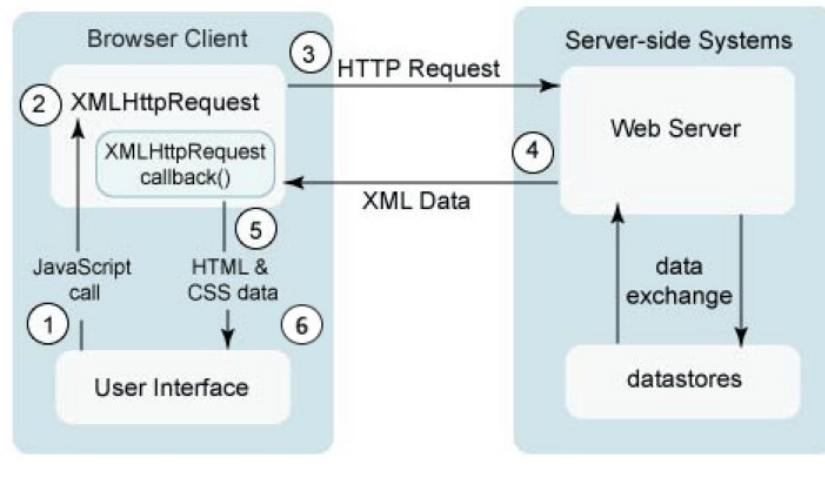 Browser Client
3
HTTP Request
2
XMLHttpRequest
XMLHttpRequest
callback()
JavaScript
call
1
5
HTML &
CSS data
6
User Interface
Server-side Systems
Web Server
4
XML Data
data
exchange
datastores